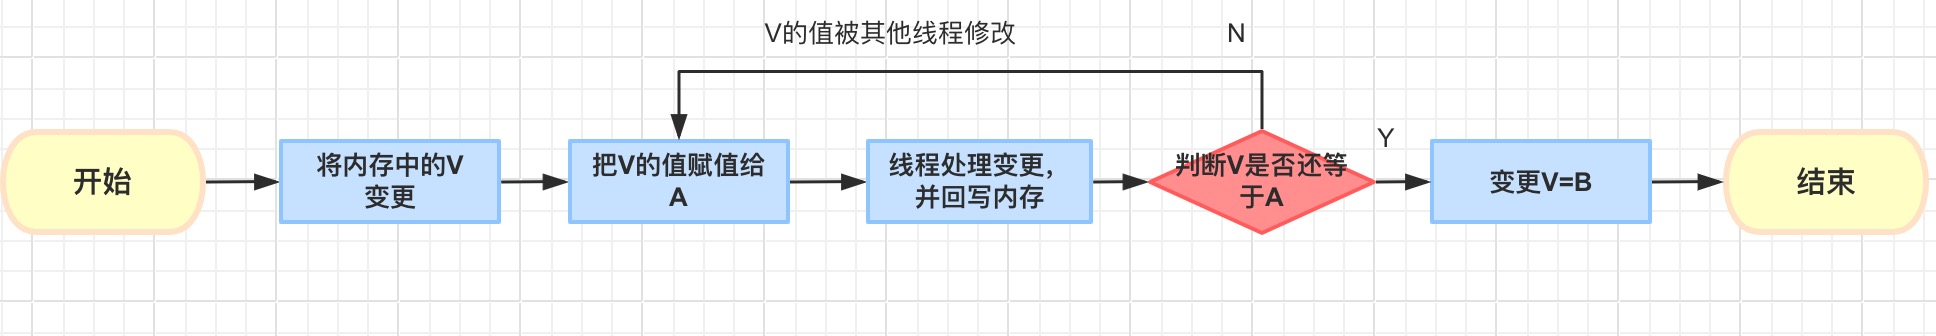 V的值被其他线程修改
N
开始
将内存中的V
变更
把V的值赋值给
A
线程处理变更，
并回写内存
判断V是否还等
于A
Y
变更V=B
结束